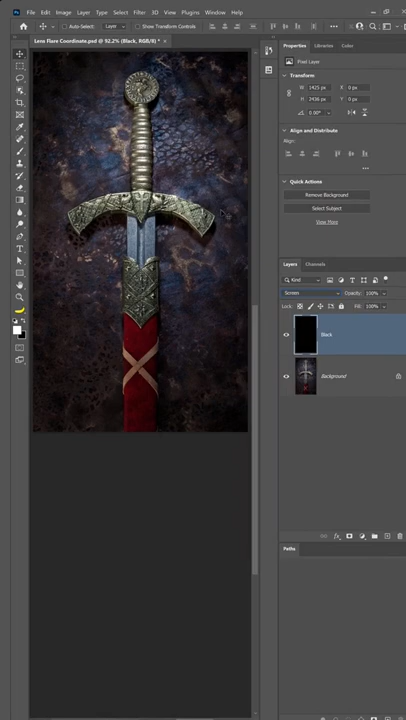 Ps File Edit Image Layer Type Select Filter 3D View Plugins Window Help
Auto-Select: Layer Show Transform Controls
Lens Flare Coordinate.psd @ 92.2% (Black, RGB/8) * ×
Properties Libraries Color
Pixel Layer
Transform
W: 1425 px X: 0 px
H: 2436 px Y: 0 px
0.00°
Align and Distribute
Align:
Quick Actions
Remove Background
Select Subject
View More
Layers Channels
Kind
Screen Opacity: 100%
Lock: Fill: 100%
Black
Background
fx
Paths